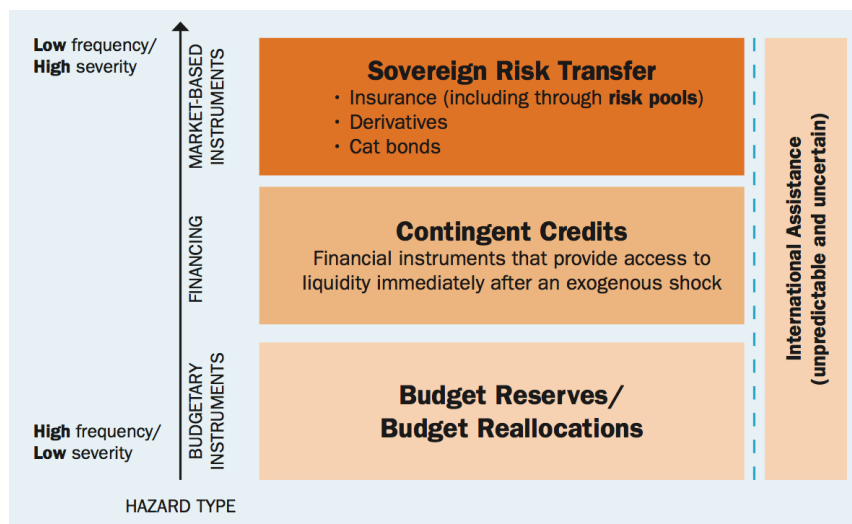 Low frequency/
High severity
MARKET-BASED
INSTRUMENTS
Sovereign Risk Transfer
• Insurance (including through risk pools)
• Derivatives
• Cat bonds
FINANCING
Contingent Credits
Financial instruments that provide access to
liquidity immediately after an exogenous shock
High frequency/
Low severity
BUDGETARY
INSTRUMENTS
Budget Reserves/
Budget Reallocations
International Assistance
(unpredictable and uncertain)
HAZARD TYPE